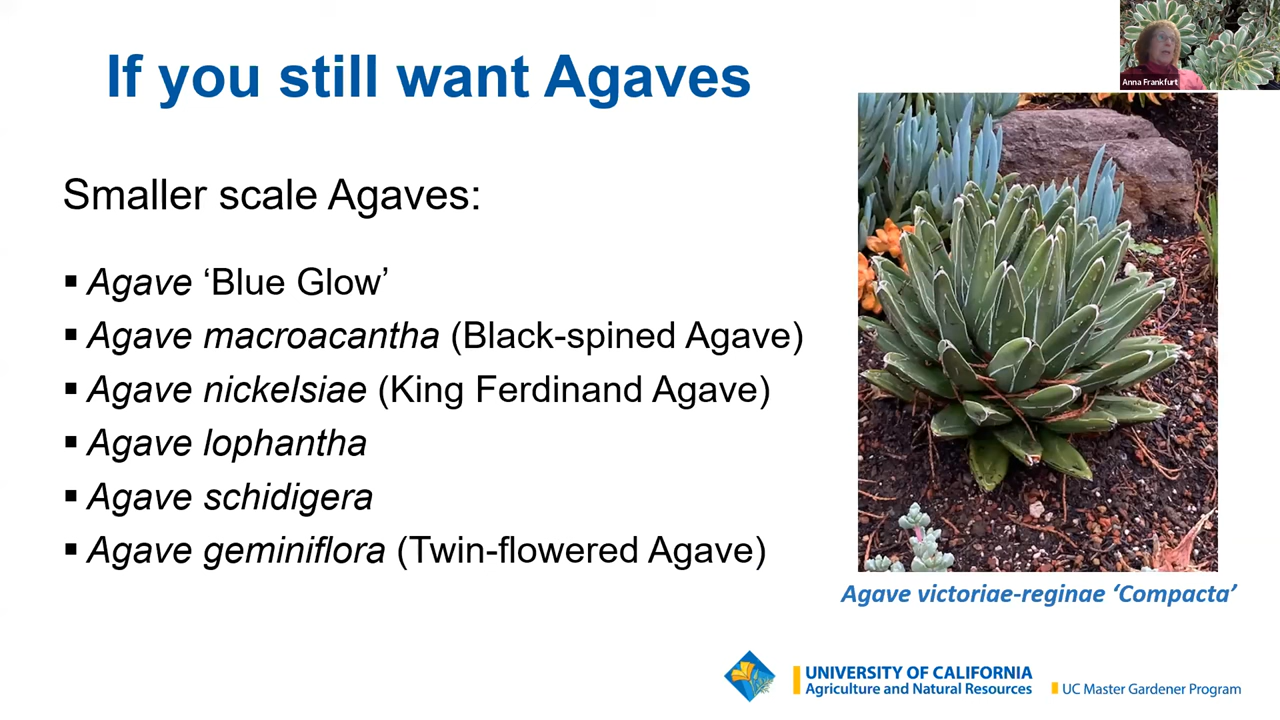 If you still want Agaves
Anna Frankfurt
Smaller scale Agaves:
▪ Agave ‘Blue Glow’
▪ Agave macroacantha (Black-spined Agave)
▪ Agave nickelsiae (King Ferdinand Agave)
▪ Agave lophantha
▪ Agave schidigera
▪ Agave geminiflora (Twin-flowered Agave)
Agave victoriae-reginae ‘Compacta’
UNIVERSITY OF CALIFORNIA
Agriculture and Natural Resources
UC Master Gardener Program